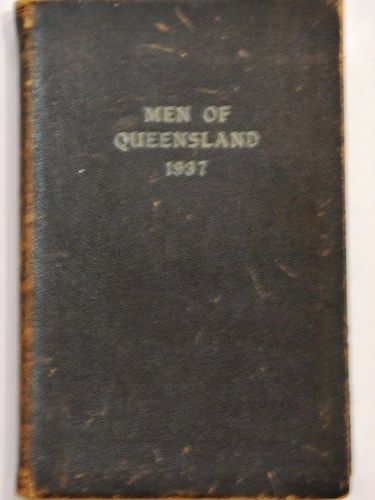 MEN OF
QUEENSLAND
1937